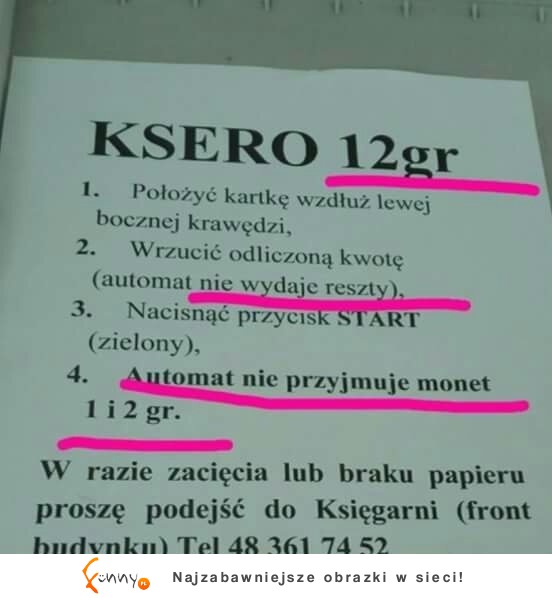 KSERO 12gr
1. Położyć kartkę wzdłuż lewej
bocznej krawędzi,
2. Wrzucić odliczoną kwotę
(automat nie wydaje reszty),
3. Nacisnąć przycisk START
(zielony),
4. Automat nie przyjmuje monet
1 i 2 gr.
W razie zacięcia lub braku papieru
proszę podejść do Księgarni (front
budynku) Tel 48 361 74 52
funny.pl Najzabawniejsze obrazki w sieci!